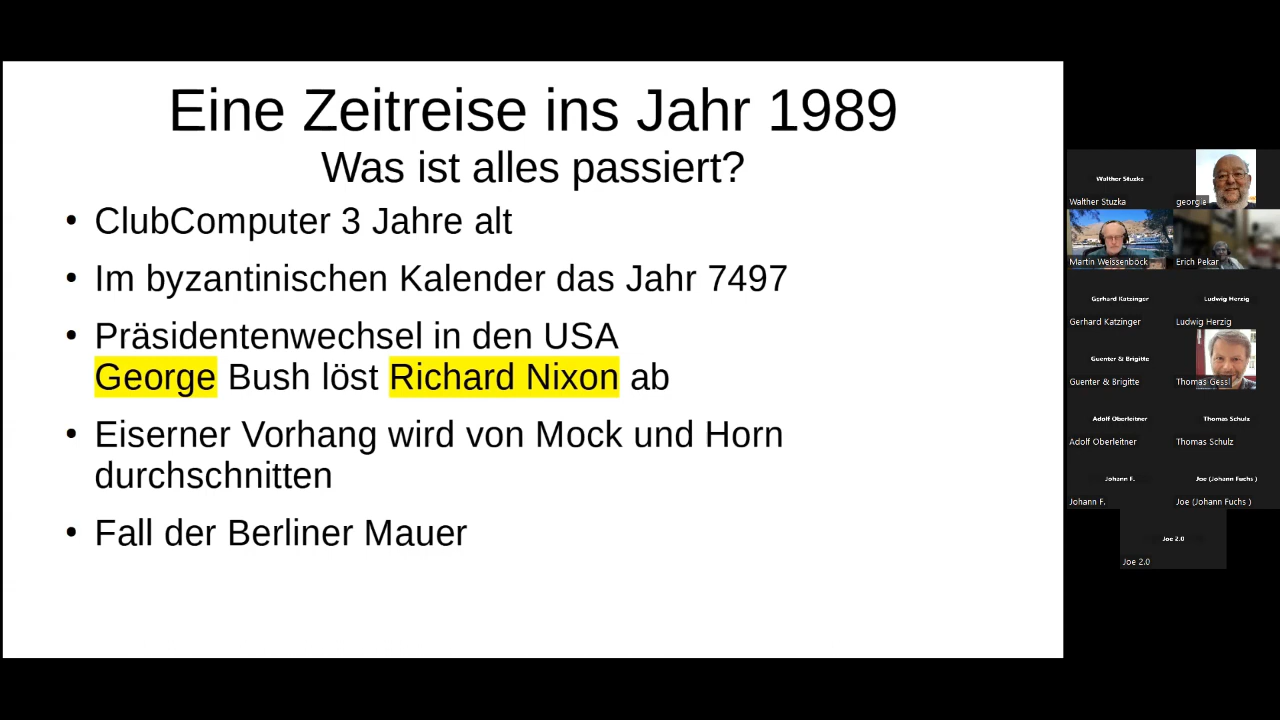 Eine Zeitreise ins Jahr 1989
Was ist alles passiert?
• ClubComputer 3 Jahre alt
• Im byzantinischen Kalender das Jahr 7497
• Präsidentenwechsel in den USA
George Bush löst Richard Nixon ab
• Eiserner Vorhang wird von Mock und Horn
durchschnitten
• Fall der Berliner Mauer
Walther Stuzka
Walther Stuzka
georgie
Martin Weissenböck
Erich Pekar
Gerhard Katzinger
Ludwig Herzig
Gerhard Katzinger
Ludwig Herzig
Guenter & Brigitte
Guenter & Brigitte
Thomas Gessl
Adolf Oberleitner
Thomas Schulz
Adolf Oberleitner
Thomas Schulz
Johann F.
Joe (Johann Fuchs )
Johann F.
Joe (Johann Fuchs )
Joe 2.0
Joe 2.0